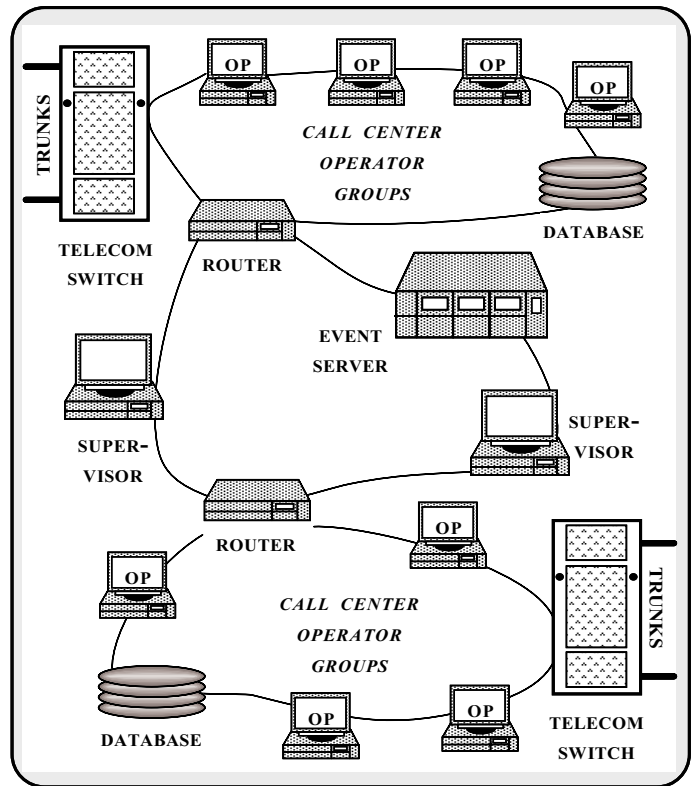 OP
OP
OP
OP
TRUNKS
CALL CENTER
OPERATOR
GROUPS
TELECOM
SWITCH
ROUTER
DATABASE
EVENT
SERVER
SUPER-
VISOR
SUPER-
VISOR
ROUTER
OP
OP
CALL CENTER
OPERATOR
GROUPS
TRUNKS
DATABASE
OP
OP
TELECOM
SWITCH